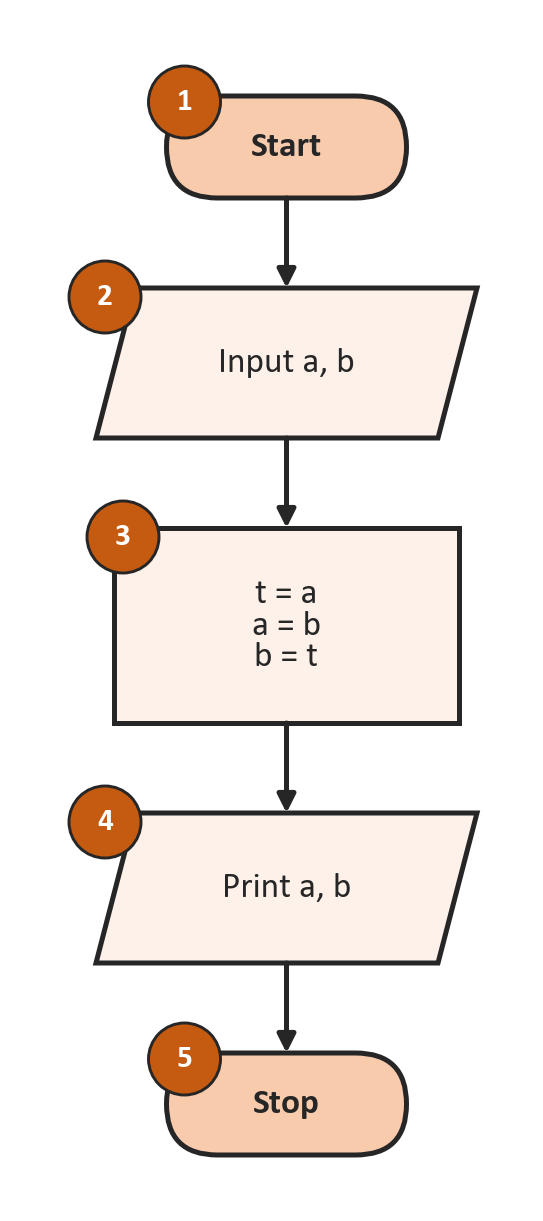 1
Start
2
Input a, b
3
t = a
a = b
b = t
4
Print a, b
5
Stop